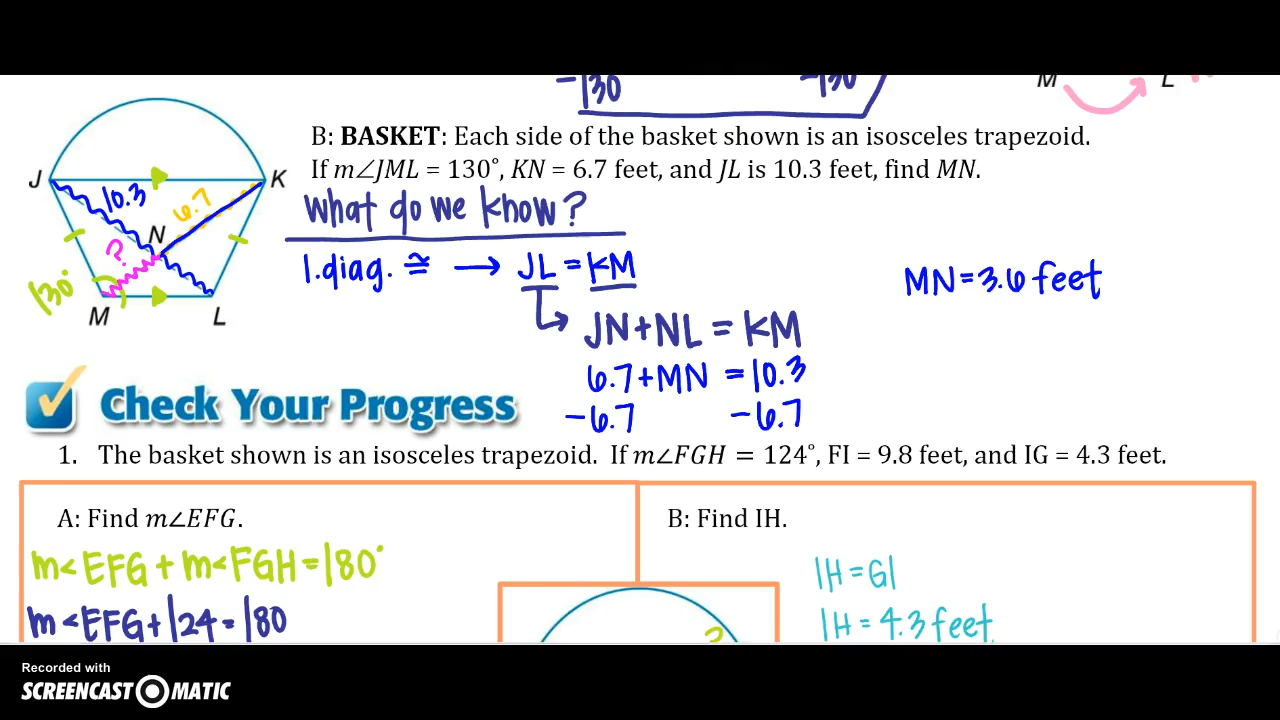 -130 -130
M L
B: BASKET: Each side of the basket shown is an isosceles trapezoid.
If m∠JML = 130°, KN = 6.7 feet, and JL is 10.3 feet, find MN.
J K
10.3 6.7
N
?
130°
M L
What do we know?
1. diag. ≅ → JL = KM
MN = 3.6 feet
JN + NL = KM
6.7 + MN = 10.3
-6.7 -6.7
Check Your Progress
1. The basket shown is an isosceles trapezoid. If m∠FGH = 124°, FI = 9.8 feet, and IG = 4.3 feet.
A: Find m∠EFG.
m<EFG + m<FGH = 180°
m<EFG + 124 = 180
B: Find IH.
IH = GI
IH = 4.3 feet
?
Recorded with
SCREENCAST-O-MATIC